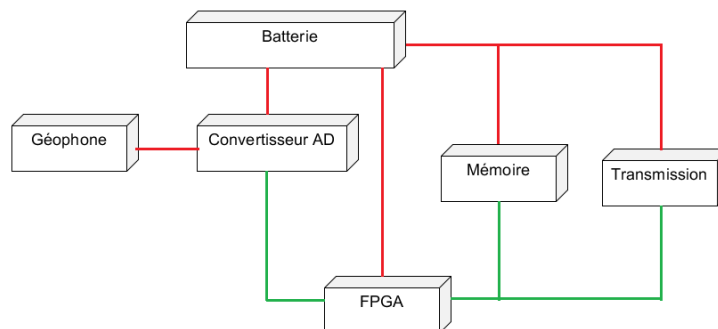 Batterie
Géophone
Convertisseur AD
Mémoire
Transmission
FPGA